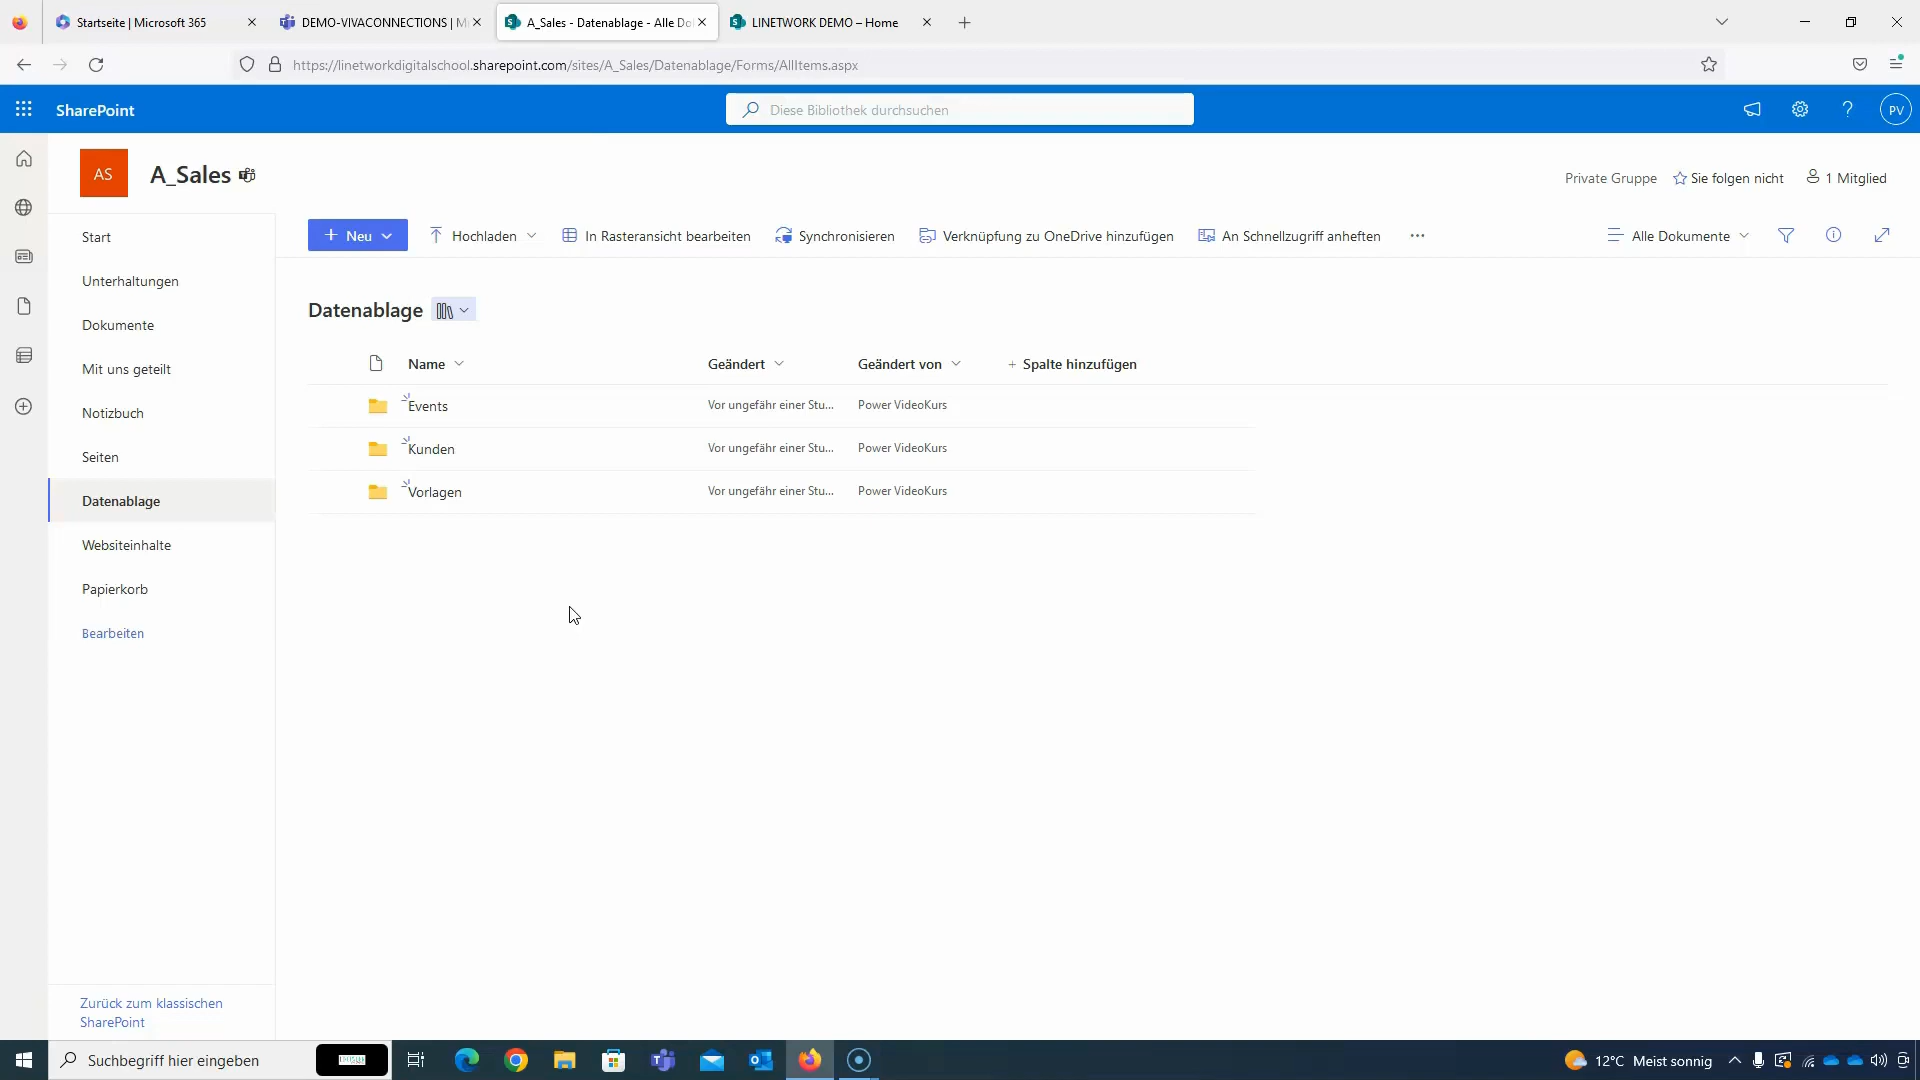 Startseite | Microsoft 365
DEMO-VIVACONNECTIONS | M
A_Sales - Datenablage - Alle Do
LINETWORK DEMO – Home
https://linetworkdigitalschool.sharepoint.com/sites/A_Sales/Datenablage/Forms/AllItems.aspx
SharePoint
Diese Bibliothek durchsuchen
PV
AS
A_Sales
Private Gruppe
Sie folgen nicht
1 Mitglied
Start
Unterhaltungen
Dokumente
Mit uns geteilt
Notizbuch
Seiten
Datenablage
Websiteinhalte
Papierkorb
Bearbeiten
Zurück zum klassischen
SharePoint
Neu
Hochladen
In Rasteransicht bearbeiten
Synchronisieren
Verknüpfung zu OneDrive hinzufügen
An Schnellzugriff anheften
Alle Dokumente
Datenablage
Name
Geändert
Geändert von
+ Spalte hinzufügen
Events
Vor ungefähr einer Stu...
Power VideoKurs
Kunden
Vor ungefähr einer Stu...
Power VideoKurs
Vorlagen
Vor ungefähr einer Stu...
Power VideoKurs
Suchbegriff hier eingeben
12°C Meist sonnig